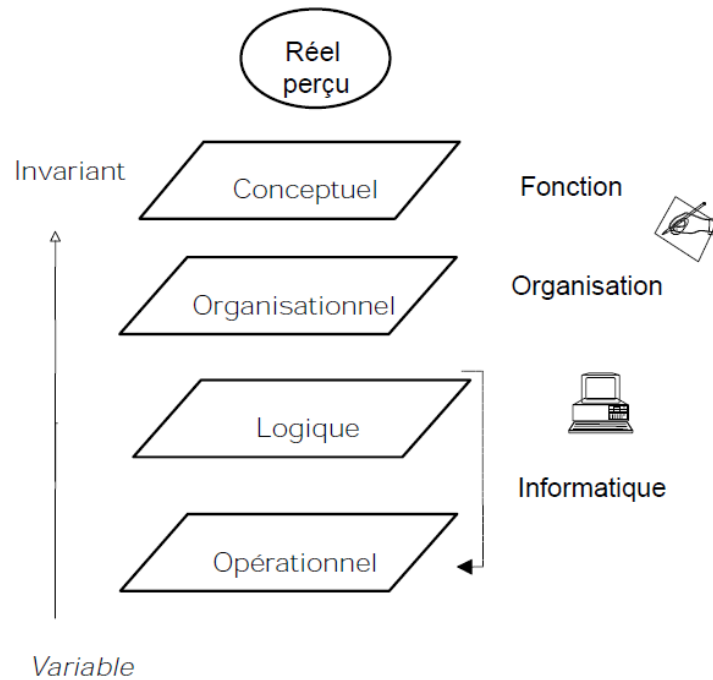 Réel
perçu
Invariant
Conceptuel
Fonction
Organisationnel
Organisation
Logique
Informatique
Opérationnel
Variable